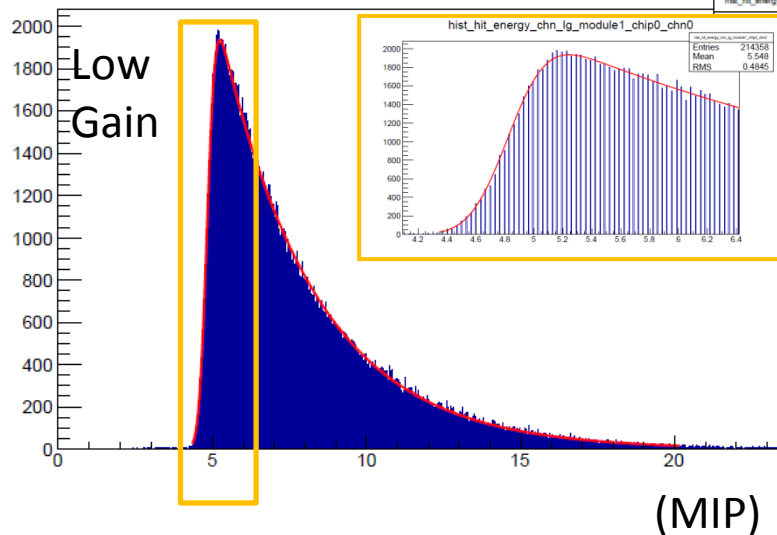 hist_hit_energy_chn_lg_module1_chip0_chn0
hist_hit_energy_chn_lg_module1_chip0_chn0
Entries 214358
Mean 5.548
RMS 0.4845
Low
Gain
2000
1800
1600
1400
1200
1000
800
600
400
200
0
2000
1800
1600
1400
1200
1000
800
600
400
200
0
4.2 4.4 4.6 4.8 5 5.2 5.4 5.6 5.8 6 6.2 6.4
0 5 10 15 20
(MIP)